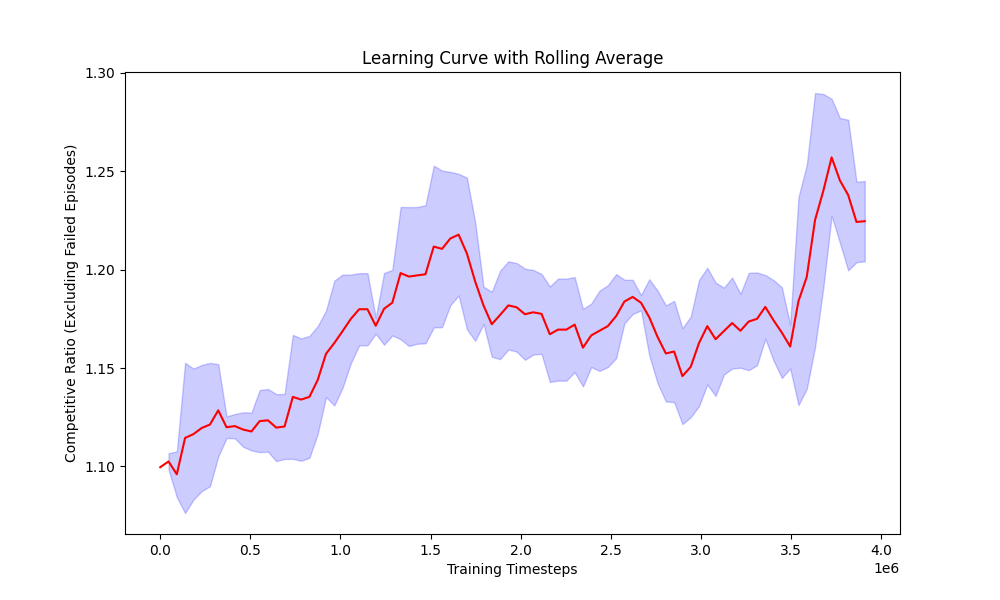 Learning Curve with Rolling Average
Competitive Ratio (Excluding Failed Episodes)
1.30
1.25
1.20
1.15
1.10
0.0 0.5 1.0 1.5 2.0 2.5 3.0 3.5 4.0
1e6
Training Timesteps